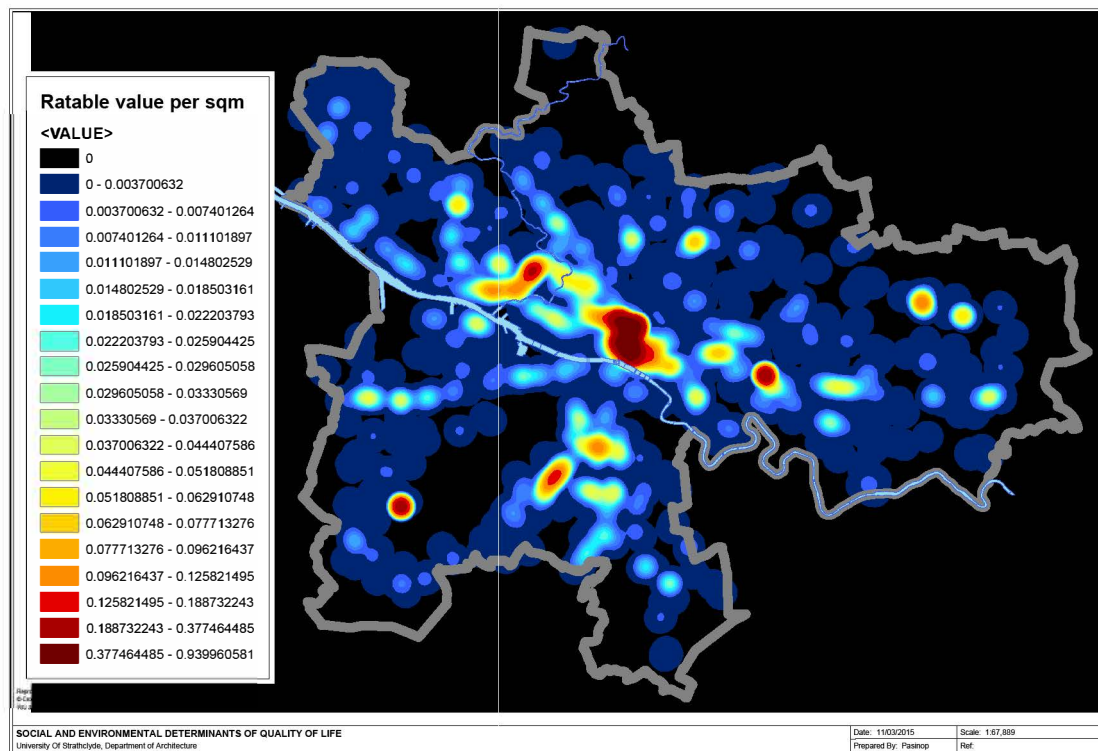 Ratable value per sqm
<VALUE>
0
0 - 0.003700632
0.003700632 - 0.007401264
0.007401264 - 0.011101897
0.011101897 - 0.014802529
0.014802529 - 0.018503161
0.018503161 - 0.022203793
0.022203793 - 0.025904425
0.025904425 - 0.029605058
0.029605058 - 0.03330569
0.03330569 - 0.037006322
0.037006322 - 0.044407586
0.044407586 - 0.051808851
0.051808851 - 0.062910748
0.062910748 - 0.077713276
0.077713276 - 0.096216437
0.096216437 - 0.125821495
0.125821495 - 0.188732243
0.188732243 - 0.377464485
0.377464485 - 0.939960581
SOCIAL AND ENVIRONMENTAL DETERMINANTS OF QUALITY OF LIFE
University Of Strathclyde, Department of Architecture
Date: 11/03/2015
Scale: 1:67,889
Prepared By: Pasinop
Ref: